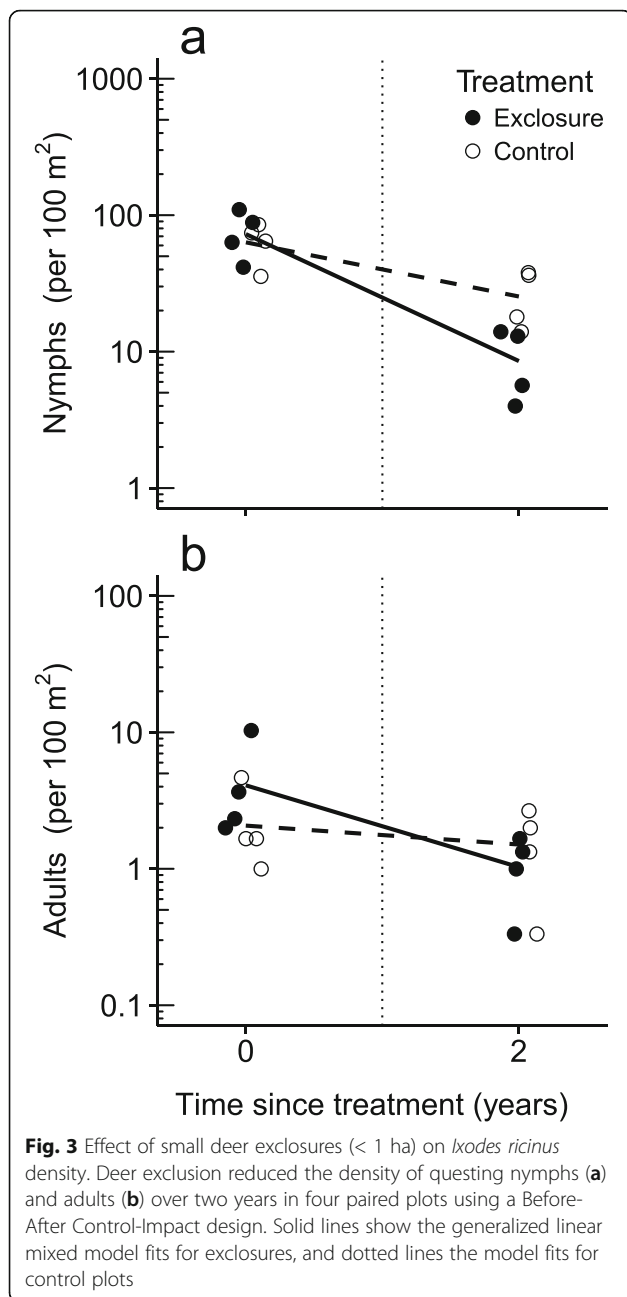 a
1000
100
10
1
Nymphs (per 100 m²)
Treatment
Exclosure
Control
b
100
10
1
0.1
Adults (per 100 m²)
0 2
Time since treatment (years)
Fig. 3 Effect of small deer exclosures (< 1 ha) on Ixodes ricinus
density. Deer exclusion reduced the density of questing nymphs (a)
and adults (b) over two years in four paired plots using a Before-
After Control-Impact design. Solid lines show the generalized linear
mixed model fits for exclosures, and dotted lines the model fits for
control plots